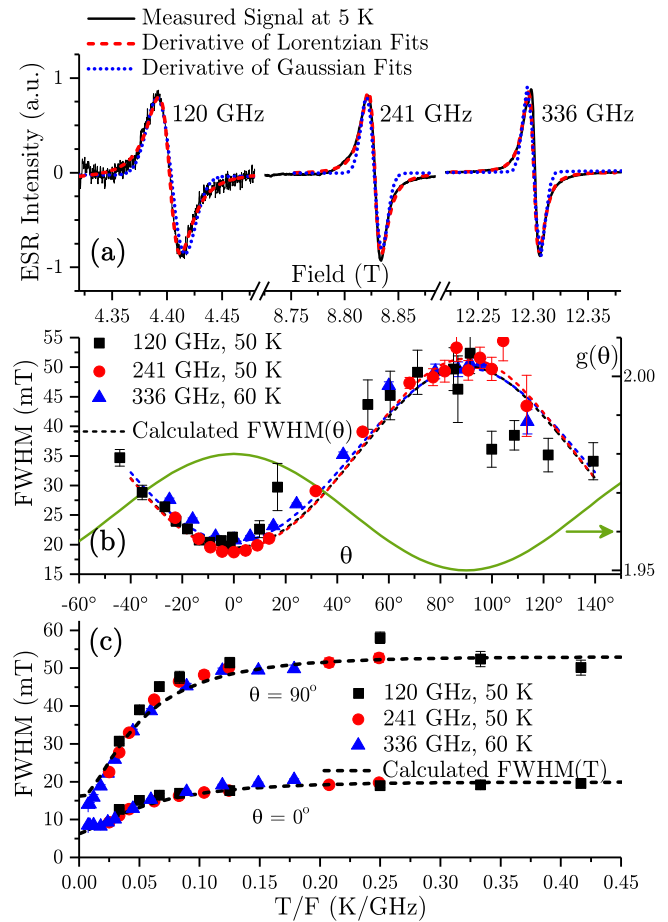 Measured Signal at 5 K
Derivative of Lorentzian Fits
Derivative of Gaussian Fits
120 GHz
241 GHz
336 GHz
ESR Intensity (a.u.)
1
0
-1
(a)
Field (T)
4.35 4.40 4.45 8.75 8.80 8.85 12.25 12.30 12.35
55
50
45
40
35
30
25
20
15
FWHM (mT)
120 GHz, 50 K
241 GHz, 50 K
336 GHz, 60 K
Calculated FWHM(θ)
g(θ)
2.00
1.95
(b)
θ
-60° -40° -20° 0° 20° 40° 60° 80° 100° 120° 140°
60
50
40
30
20
10
0
FWHM (mT)
(c)
θ = 90°
120 GHz, 50 K
241 GHz, 50 K
336 GHz, 60 K
Calculated FWHM(T)
θ = 0°
0.00 0.05 0.10 0.15 0.20 0.25 0.30 0.35 0.40 0.45
T/F (K/GHz)